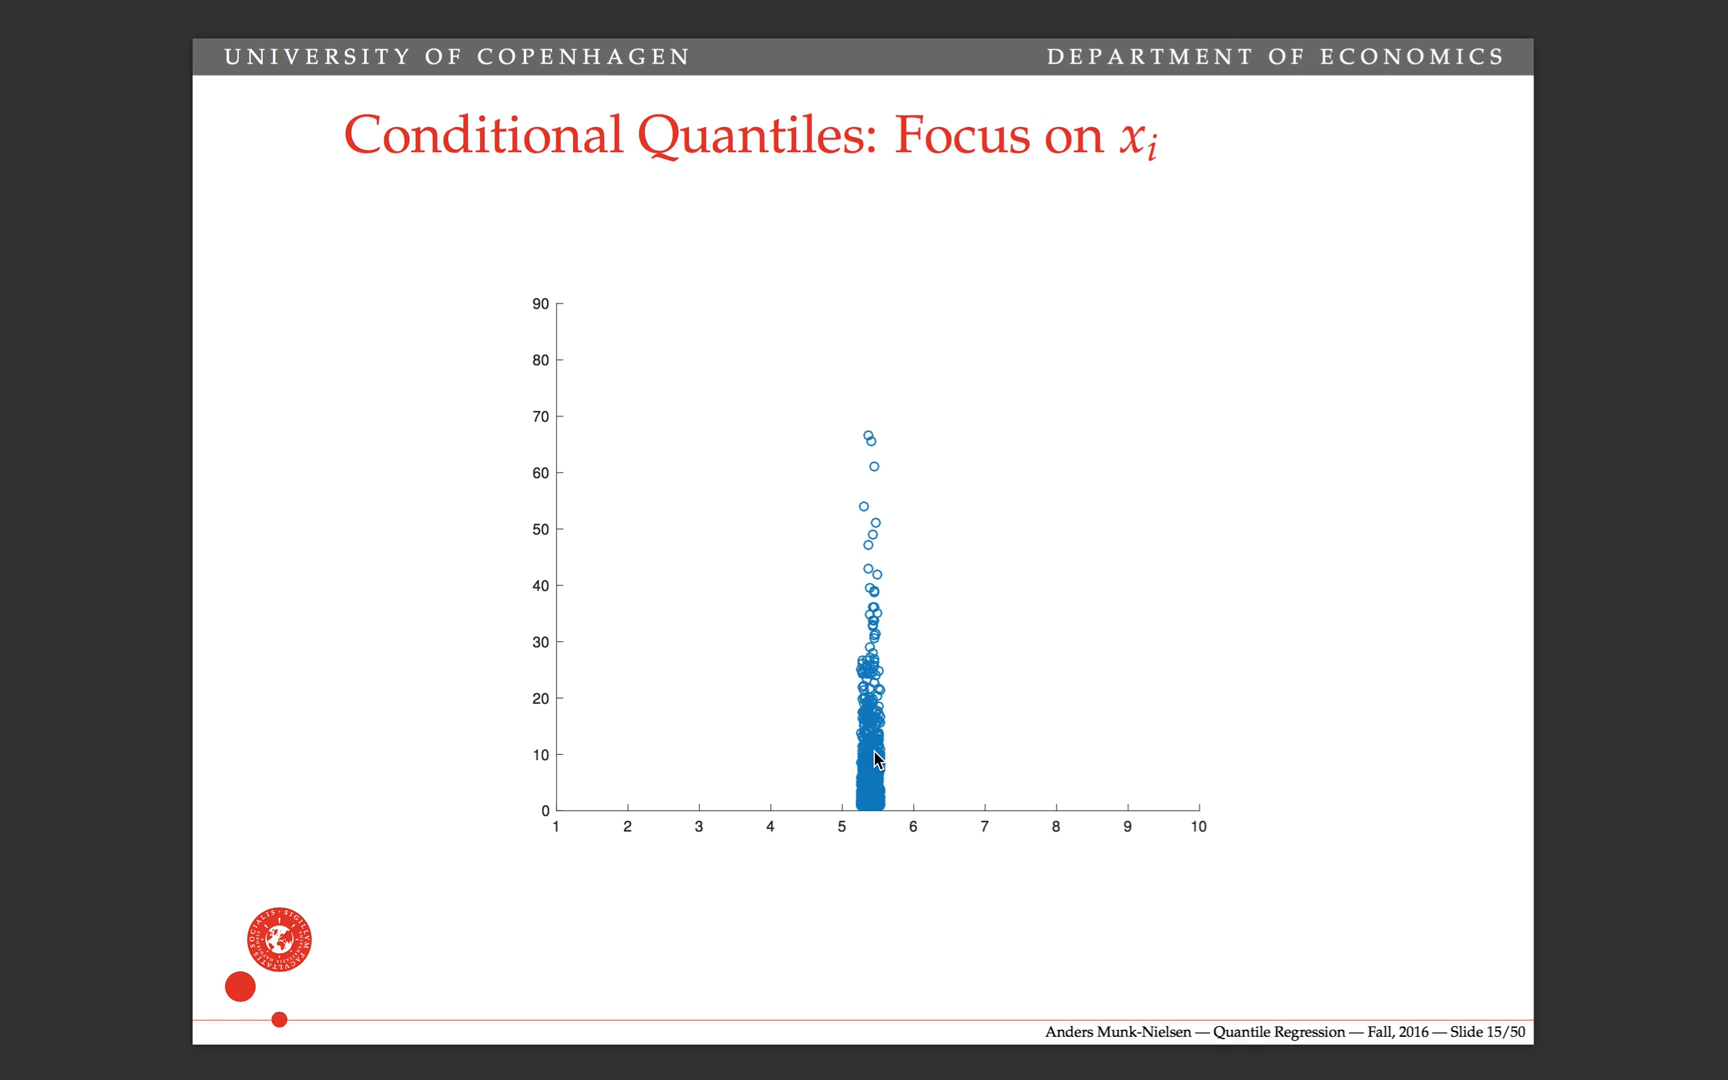 UNIVERSITY OF COPENHAGEN
DEPARTMENT OF ECONOMICS
Conditional Quantiles: Focus on xᵢ
90
80
70
60
50
40
30
20
10
0
1 2 3 4 5 6 7 8 9 10
Anders Munk-Nielsen — Quantile Regression — Fall, 2016 — Slide 15/50